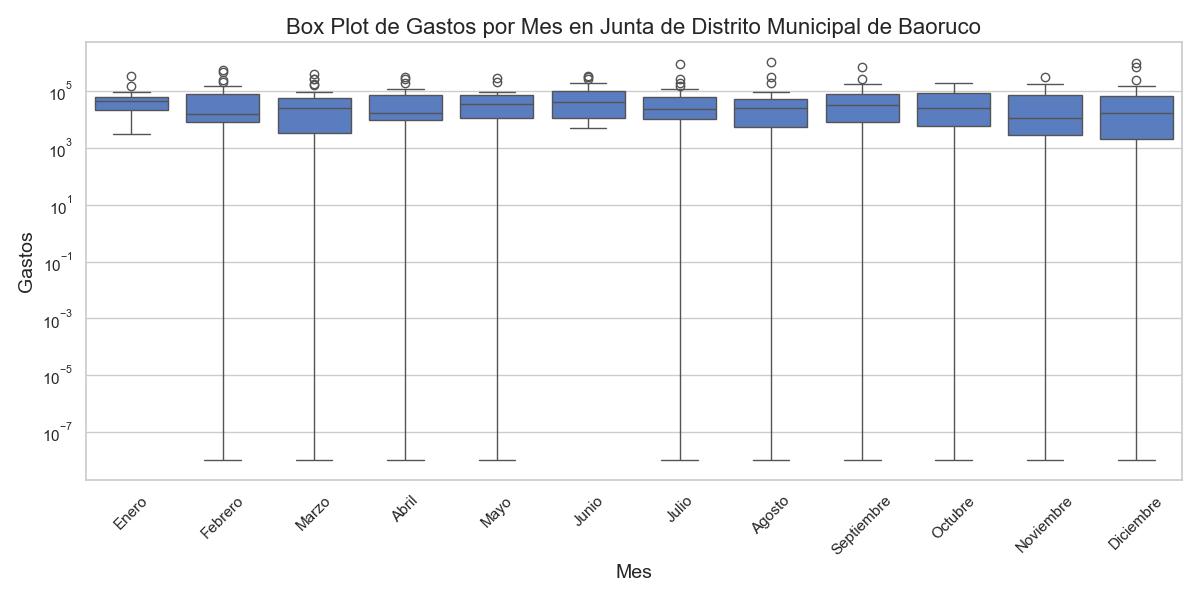 Box Plot de Gastos por Mes en Junta de Distrito Municipal de Baoruco
Gastos
10^5
10^3
10^1
10^−1
10^−3
10^−5
10^−7
Enero
Febrero
Marzo
Abril
Mayo
Junio
Julio
Agosto
Septiembre
Octubre
Noviembre
Diciembre
Mes